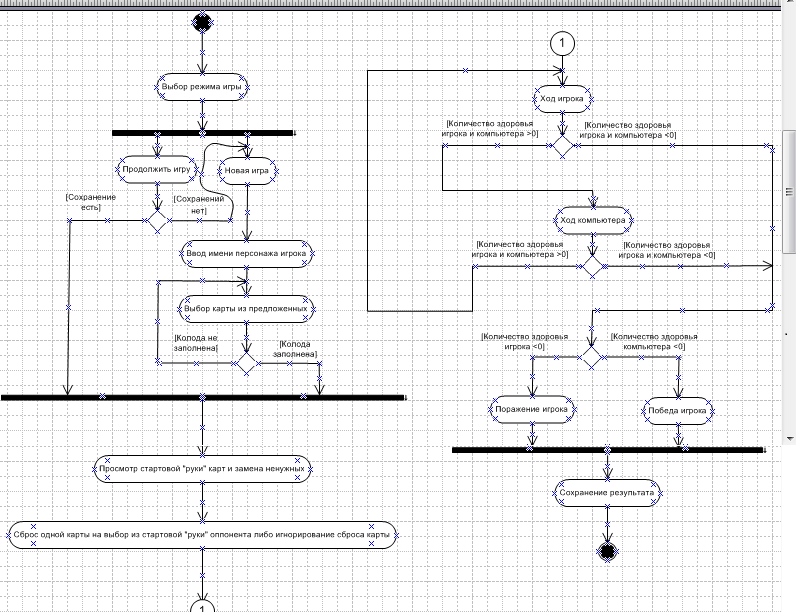 Выбор режима игры
Продолжить игру
Новая игра
[Сохранение
есть]
[Сохранений
нет]
Ввод имени персонажа игрока
Выбор карты из предложенных
[Колода не
заполнена]
[Колода
заполнена]
Просмотр стартовой "руки" карт и замена ненужных
Сброс одной карты на выбор из стартовой "руки" оппонента либо игнорирование сброса карты
1
1
Ход игрока
[Количество здоровья
игрока и компьютера >0]
[Количество здоровья
игрока и компьютера <0]
Ход компьютера
[Количество здоровья
игрока и компьютера >0]
[Количество здоровья
игрока и компьютера <0]
[Количество здоровья
игрока <0]
[Количество здоровья
компьютера <0]
Поражение игрока
Победа игрока
Сохранение результата